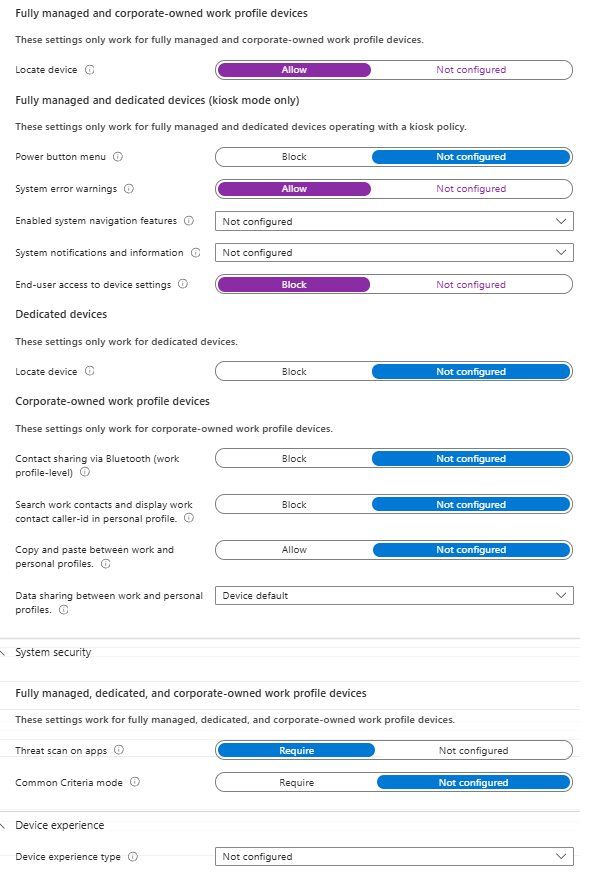 Fully managed and corporate-owned work profile devices
These settings only work for fully managed and corporate-owned work profile devices.
Locate device Allow Not configured
Fully managed and dedicated devices (kiosk mode only)
These settings only work for fully managed and dedicated devices operating with a kiosk policy.
Power button menu Block Not configured
System error warnings Allow Not configured
Enabled system navigation features Not configured
System notifications and information Not configured
End-user access to device settings Block Not configured
Dedicated devices
These settings only work for dedicated devices.
Locate device Block Not configured
Corporate-owned work profile devices
These settings only work for corporate-owned work profile devices.
Contact sharing via Bluetooth (work Block Not configured
profile-level)
Search work contacts and display work Block Not configured
contact caller-id in personal profile.
Copy and paste between work and Allow Not configured
personal profiles.
Data sharing between work and personal Device default
profiles.
System security
Fully managed, dedicated, and corporate-owned work profile devices
These settings work for fully managed, dedicated, and corporate-owned work profile devices.
Threat scan on apps Require Not configured
Common Criteria mode Require Not configured
Device experience
Device experience type Not configured